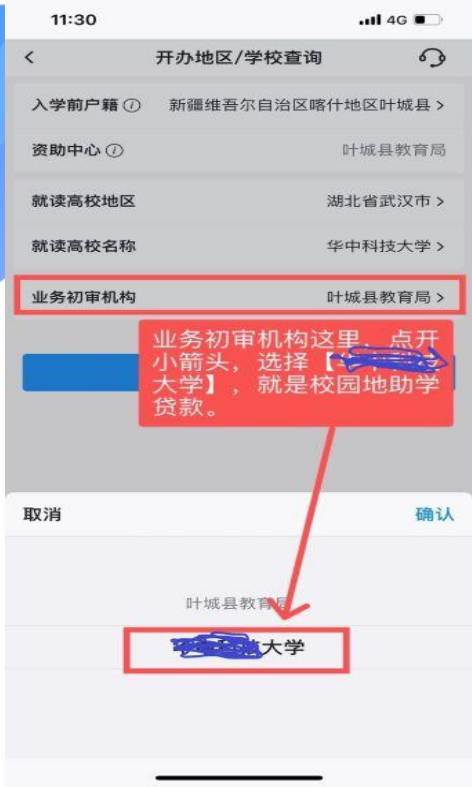 11:30
4G
开办地区/学校查询
入学前户籍 新疆维吾尔自治区喀什地区叶城县
资助中心 叶城县教育局
就读高校地区 湖北省武汉市
就读高校名称 华中科技大学
业务初审机构 叶城县教育局
业务初审机构这里，点开
小箭头，选择【
大学】，就是校园地助学
贷款。
取消 确认
叶城县教育局
大学